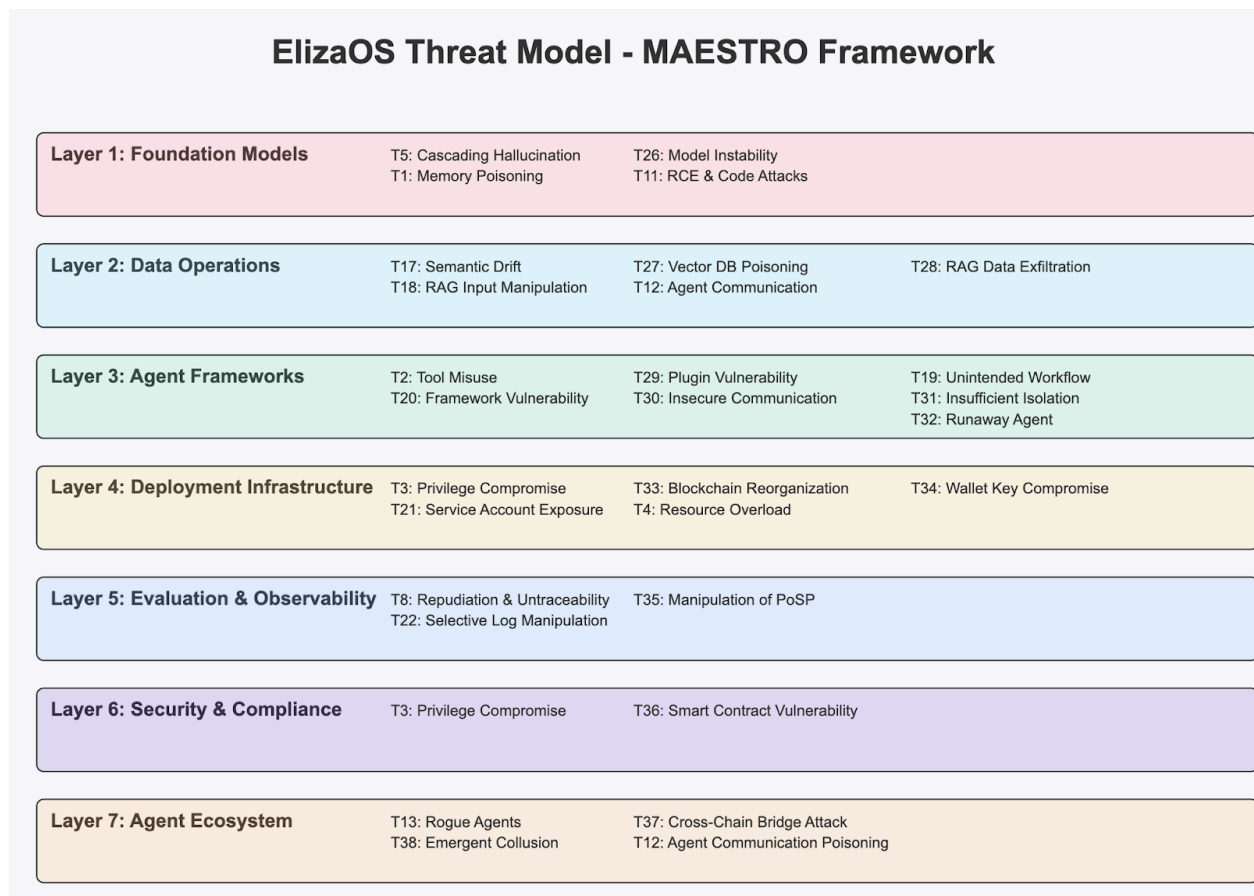 ElizaOS Threat Model - MAESTRO Framework
Layer 1: Foundation Models
T5: Cascading Hallucination
T1: Memory Poisoning
T26: Model Instability
T11: RCE & Code Attacks
Layer 2: Data Operations
T17: Semantic Drift
T18: RAG Input Manipulation
T27: Vector DB Poisoning
T12: Agent Communication
T28: RAG Data Exfiltration
Layer 3: Agent Frameworks
T2: Tool Misuse
T20: Framework Vulnerability
T29: Plugin Vulnerability
T30: Insecure Communication
T19: Unintended Workflow
T31: Insufficient Isolation
T32: Runaway Agent
Layer 4: Deployment Infrastructure
T3: Privilege Compromise
T21: Service Account Exposure
T33: Blockchain Reorganization
T4: Resource Overload
T34: Wallet Key Compromise
Layer 5: Evaluation & Observability
T8: Repudiation & Untraceability
T22: Selective Log Manipulation
T35: Manipulation of PoSP
Layer 6: Security & Compliance
T3: Privilege Compromise
T36: Smart Contract Vulnerability
Layer 7: Agent Ecosystem
T13: Rogue Agents
T38: Emergent Collusion
T37: Cross-Chain Bridge Attack
T12: Agent Communication Poisoning